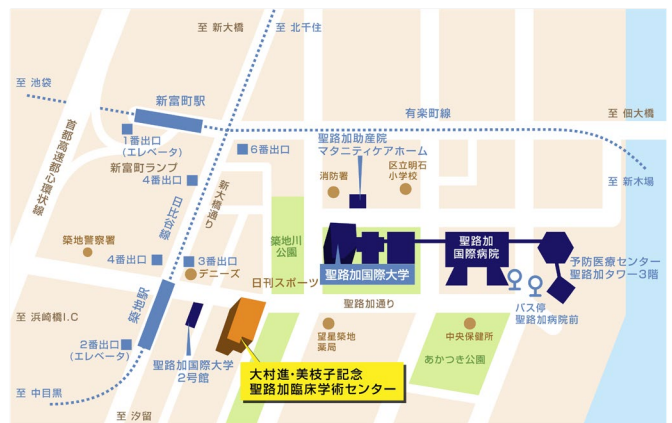 至 新大橋
至 北千住
至 池袋
新富町駅
有楽町線
至 佃大橋
首都高速都心環状線
1番出口
(エレベータ)
新富町ランプ
4番出口
6番出口
聖路加助産院
マタニティケアホーム
消防署
区立明石
小学校
至 新木場
日比谷線
新大橋通り
築地川
公園
築地警察署
4番出口
3番出口
デニーズ
日刊スポーツ
聖路加国際大学
聖路加
国際病院
予防医療センター
聖路加タワー3階
バス停
聖路加病院前
聖路加通り
至 浜崎橋I.C
築地駅
2番出口
(エレベータ)
聖路加国際大学
2号館
望星築地
薬局
中央保健所
あかつき公園
大村進・美枝子記念
聖路加臨床学術センター
至 中目黒
至 汐留